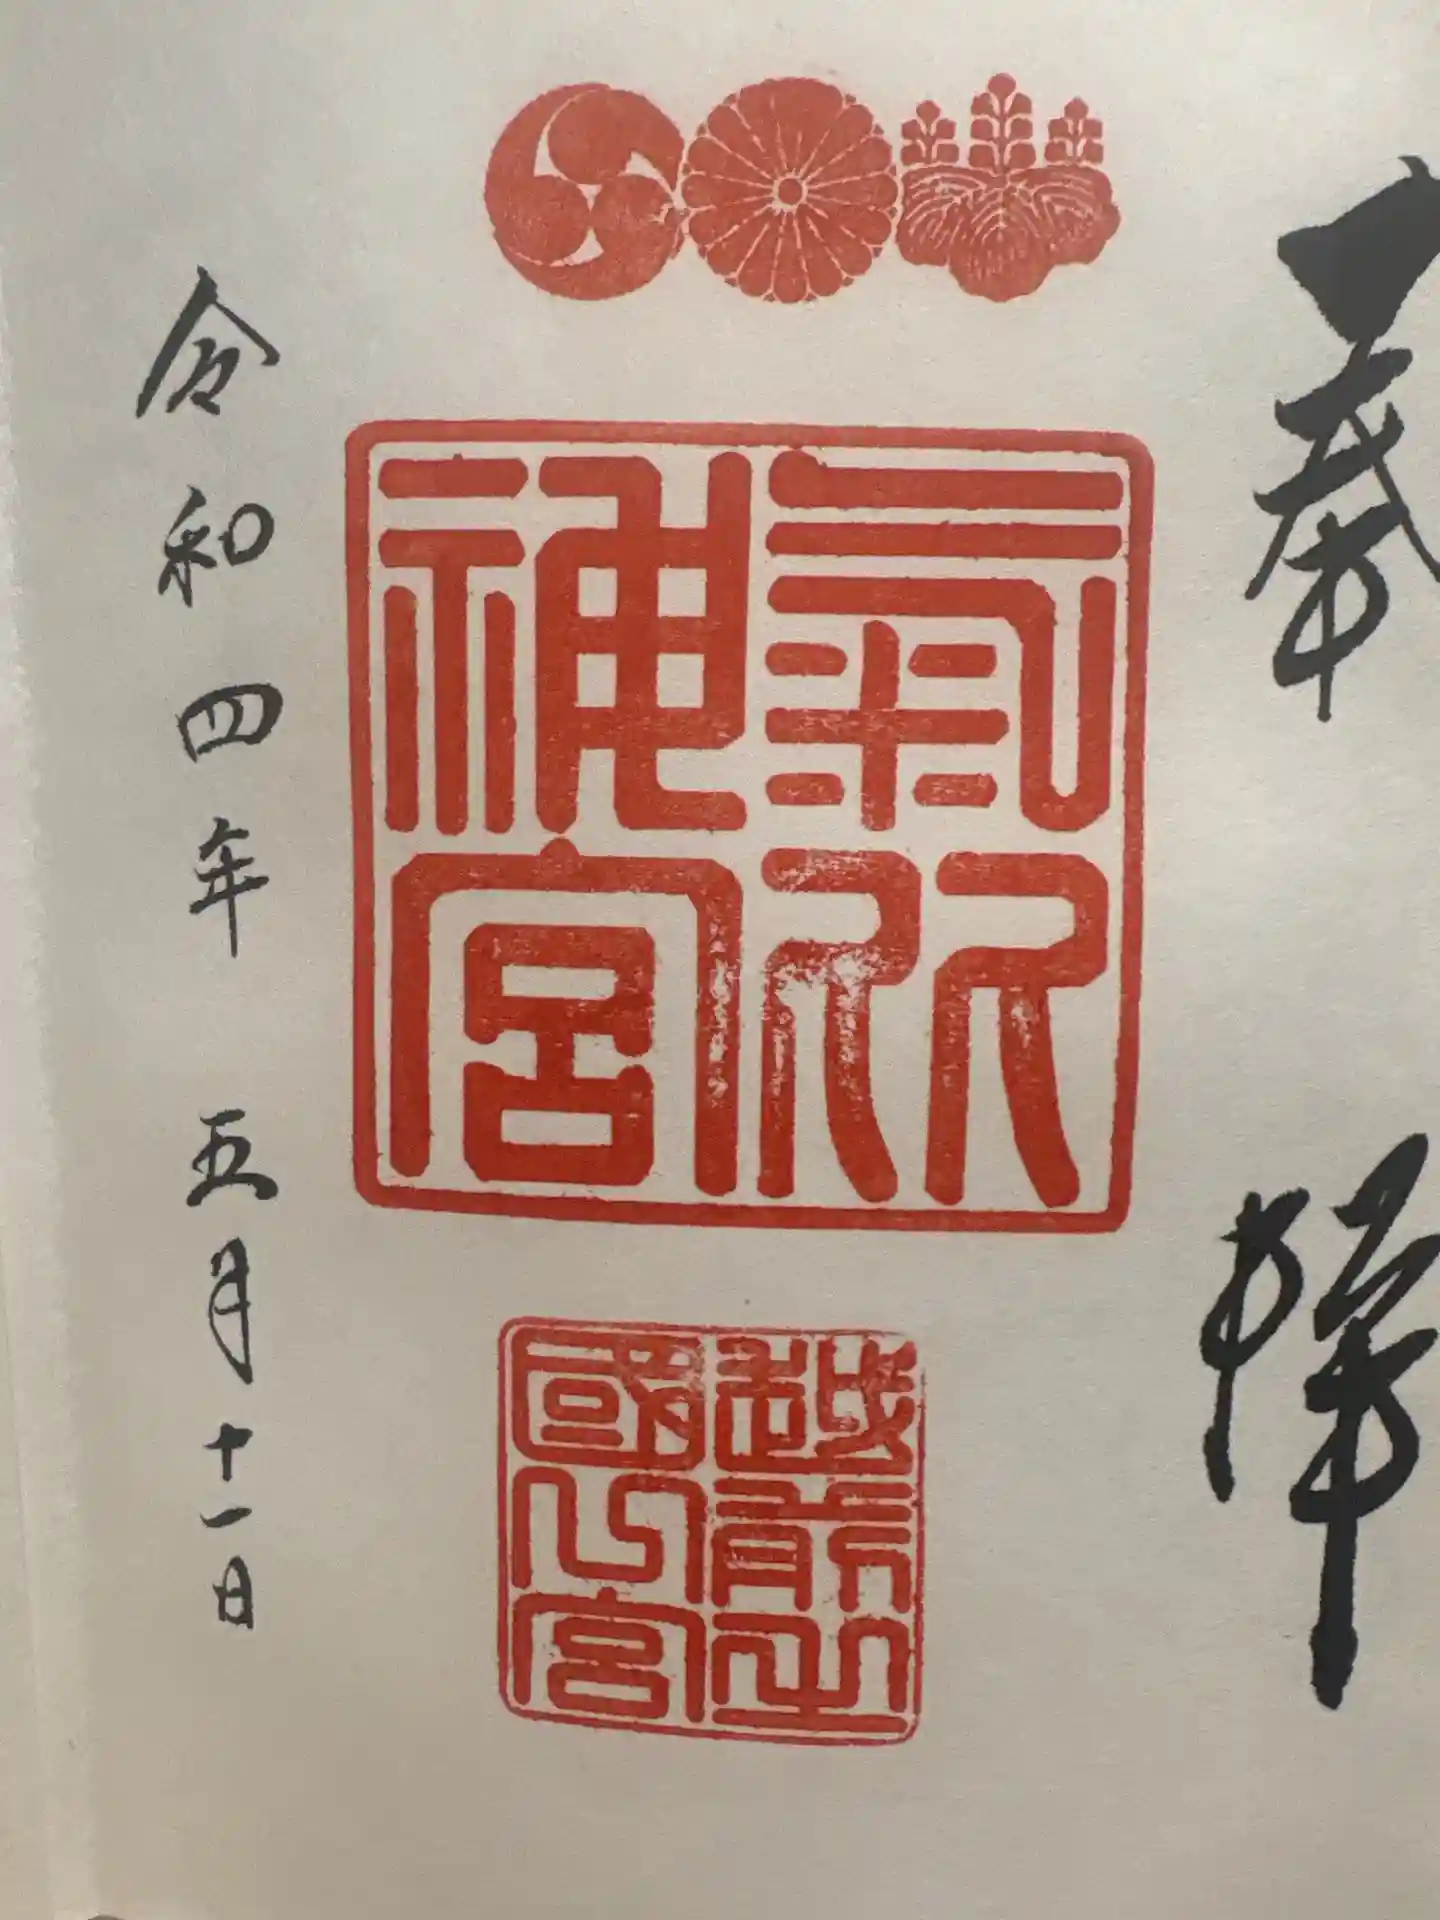 奉拝
氣比
神宮
越前之
國一宮
令和四年 五月十一日